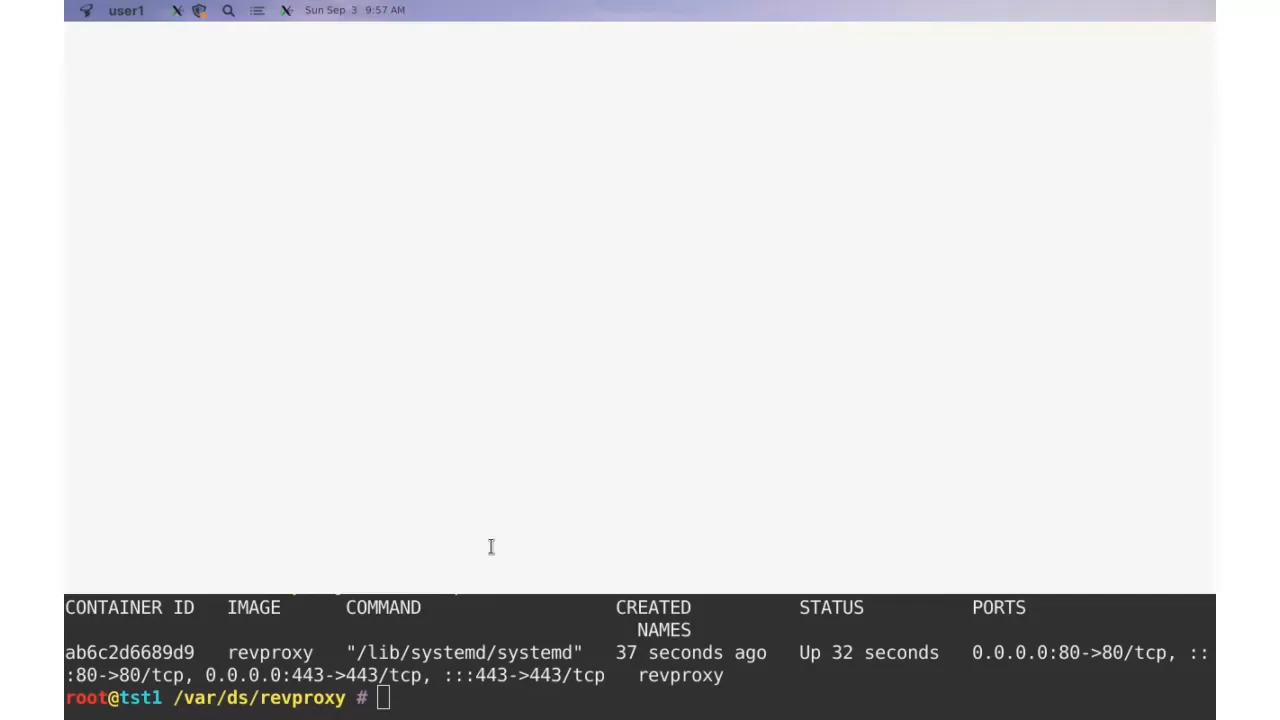 user1 Sun Sep 3 9:57 AM
CONTAINER ID IMAGE COMMAND CREATED STATUS PORTS
NAMES
ab6c2d6689d9 revproxy "/lib/systemd/systemd" 37 seconds ago Up 32 seconds 0.0.0.0:80->80/tcp, ::
:80->80/tcp, 0.0.0.0:443->443/tcp, :::443->443/tcp revproxy
root@tst1 /var/ds/revproxy #